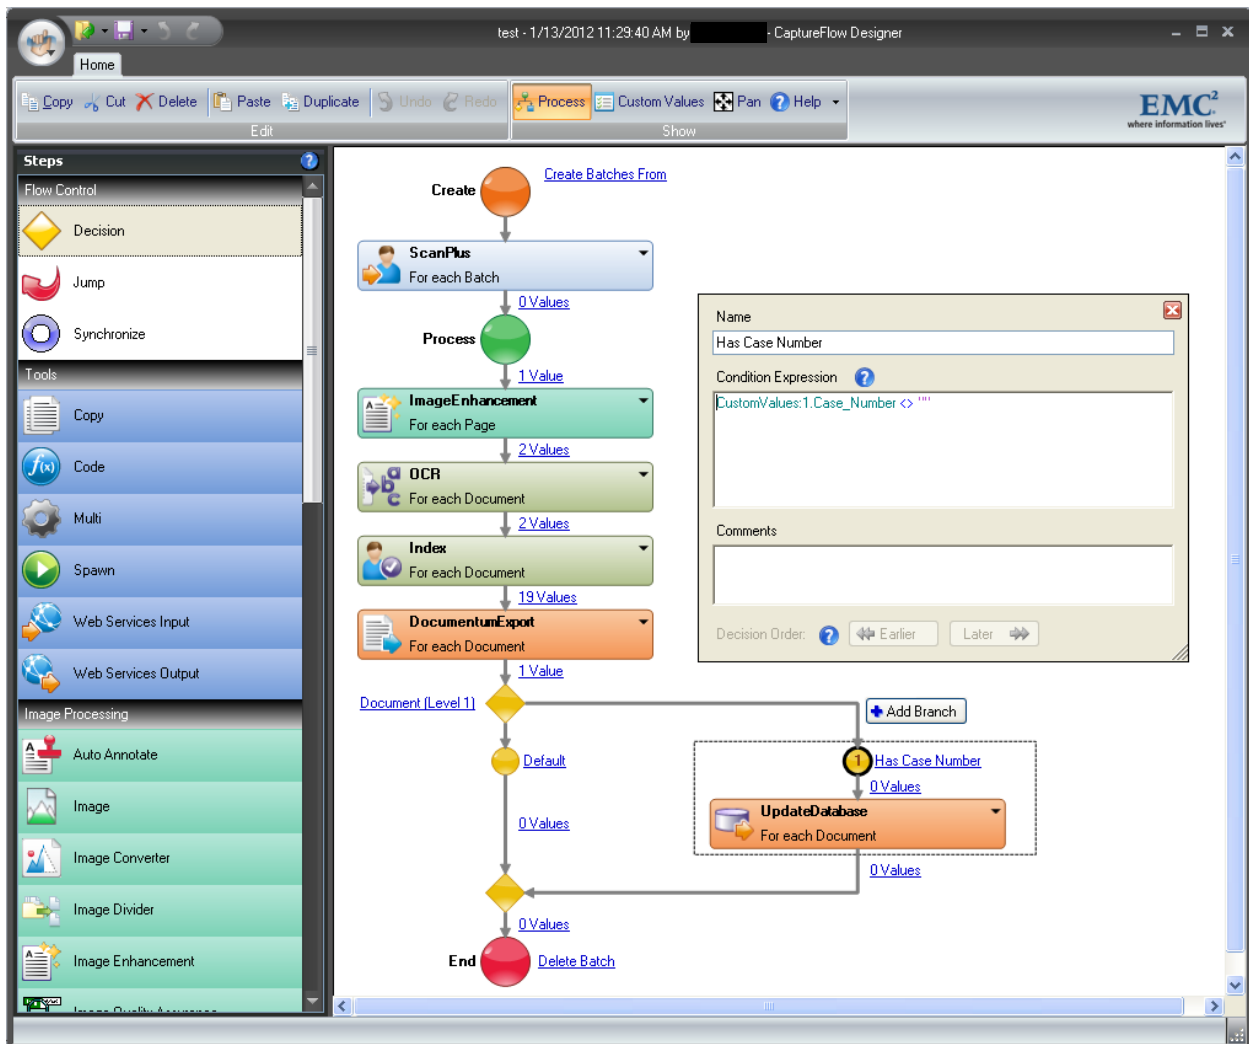 test - 1/13/2012 11:29:40 AM by - CaptureFlow Designer
Home
Copy Cut Delete Paste Duplicate Undo Redo Process Custom Values Pan Help
Edit Show
EMC²
where information lives®
Steps
Flow Control
Decision
Jump
Synchronize
Tools
Copy
Code
f(x)
Multi
Spawn
Web Services Input
Web Services Output
Image Processing
Auto Annotate
Image
Image Converter
Image Divider
Image Enhancement
Image Quality Assurance
Create
Create Batches From
ScanPlus
For each Batch
0 Values
Process
1 Value
ImageEnhancement
For each Page
2 Values
OCR
For each Document
2 Values
Index
For each Document
19 Values
DocumentumExport
For each Document
1 Value
Document (Level 1)
Add Branch
Default
1
Has Case Number
0 Values
UpdateDatabase
For each Document
0 Values
0 Values
0 Values
End
Delete Batch
Name
Has Case Number
Condition Expression
CustomValues:1.Case_Number <> ""
Comments
Decision Order:
Earlier
Later